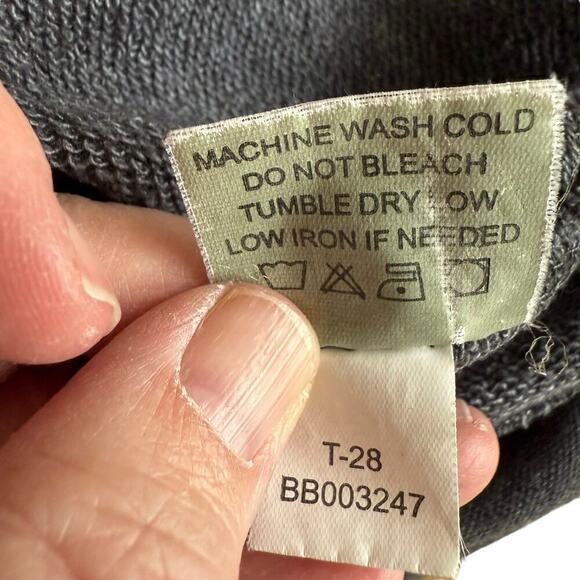 MACHINE WASH COLD
DO NOT BLEACH
TUMBLE DRY LOW
LOW IRON IF NEEDED
T-28
BB003247